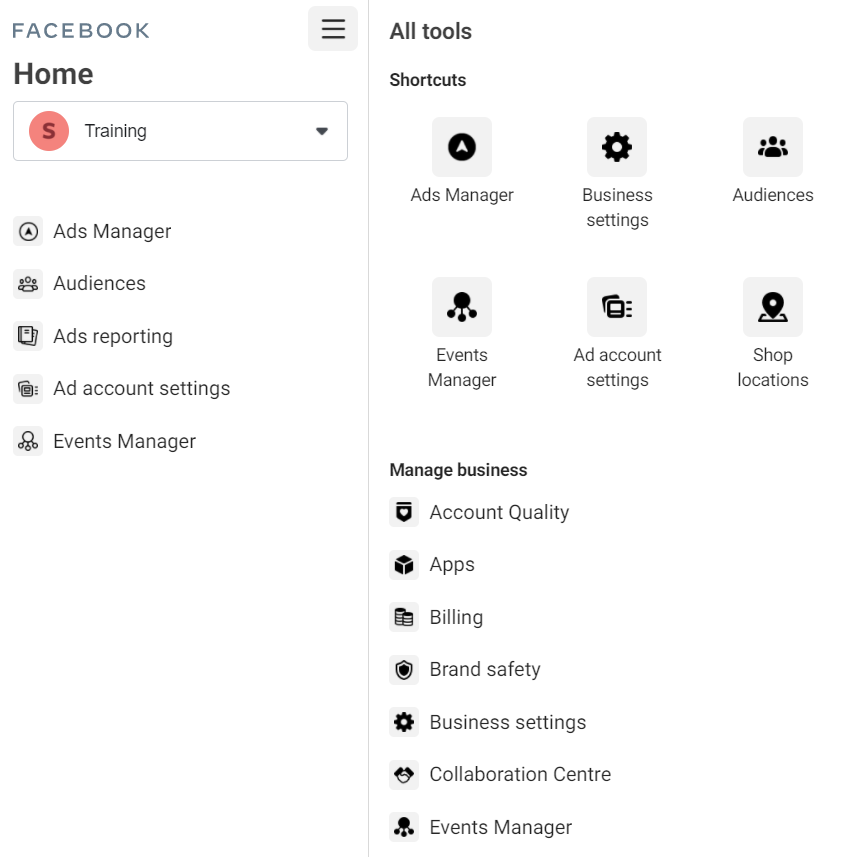 FACEBOOK
Home
S
Training
Ads Manager
Audiences
Ads reporting
Ad account settings
Events Manager
All tools
Shortcuts
Ads Manager
Business
settings
Audiences
Events
Manager
Ad account
settings
Shop
locations
Manage business
Account Quality
Apps
Billing
Brand safety
Business settings
Collaboration Centre
Events Manager